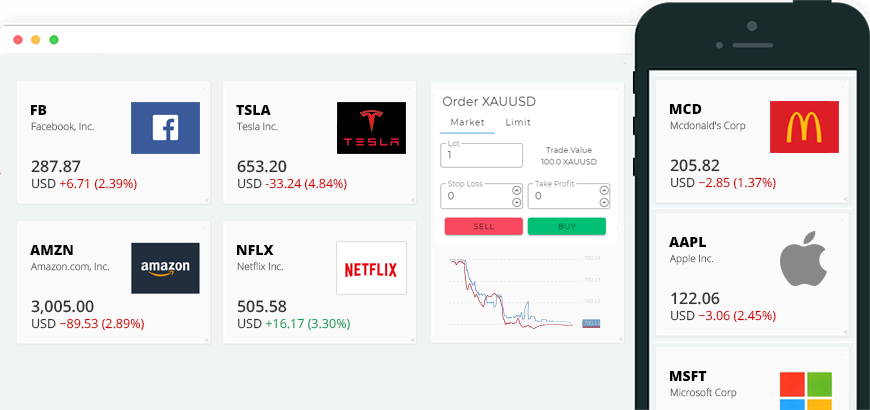 FB
Facebook, Inc.
287.87
USD +6.71 (2.39%)
TSLA
Tesla Inc.
TESLA
653.20
USD -33.24 (4.84%)
AMZN
Amazon.com, Inc.
amazon
3,005.00
USD −89.53 (2.89%)
NFLX
Netflix Inc.
NETFLIX
505.58
USD +16.17 (3.30%)
Order XAUUSD
Market Limit
Lot
1
Trade Value
100.0 XAUUSD
Stop Loss
0
Take Profit
0
SELL BUY
MCD
Mcdonald's Corp
205.82
USD −2.85 (1.37%)
AAPL
Apple Inc.
122.06
USD −3.06 (2.45%)
MSFT
Microsoft Corp